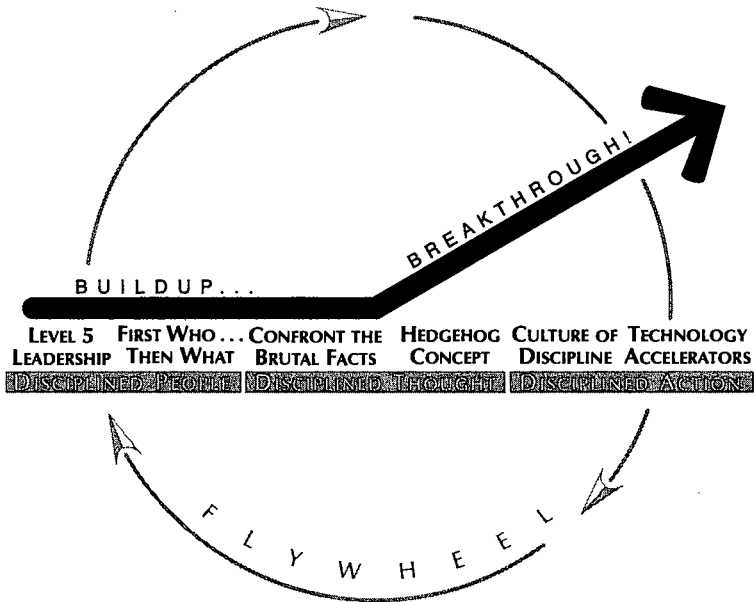 BUILDUP...
BREAKTHROUGH!
LEVEL 5 LEADERSHIP
FIRST WHO... THEN WHAT
CONFRONT THE BRUTAL FACTS
HEDGEHOG CONCEPT
CULTURE OF DISCIPLINE
TECHNOLOGY ACCELERATORS
DISCIPLINED PEOPLE
DISCIPLINED THOUGHT
DISCIPLINED ACTION
FLYWHEEL